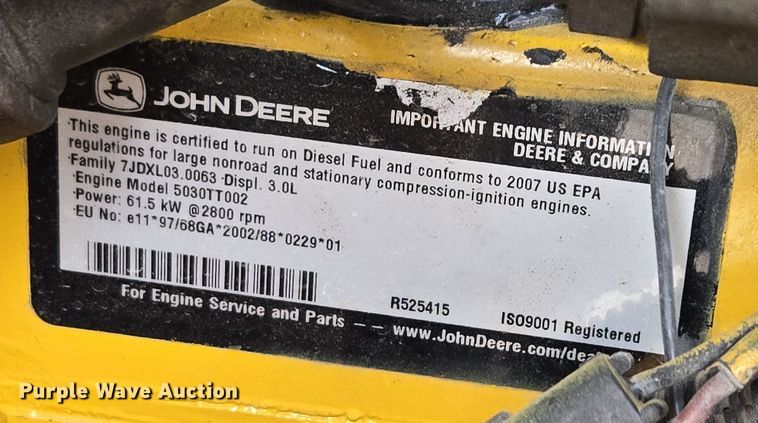 JOHN DEERE
IMPORTANT ENGINE INFORMATION
DEERE & COMPANY
This engine is certified to run on Diesel Fuel and conforms to 2007 US EPA
regulations for large nonroad and stationary compression-ignition engines.
Family 7JDXL03.0063 Displ. 3.0L
Engine Model 5030TT002
Power: 61.5 kW @2800 rpm
EU No: e11*97/68GA*2002/88*0229*01
R525415
ISO9001 Registered
For Engine Service and Parts – – www.JohnDeere.com/dea
Purple Wave Auction